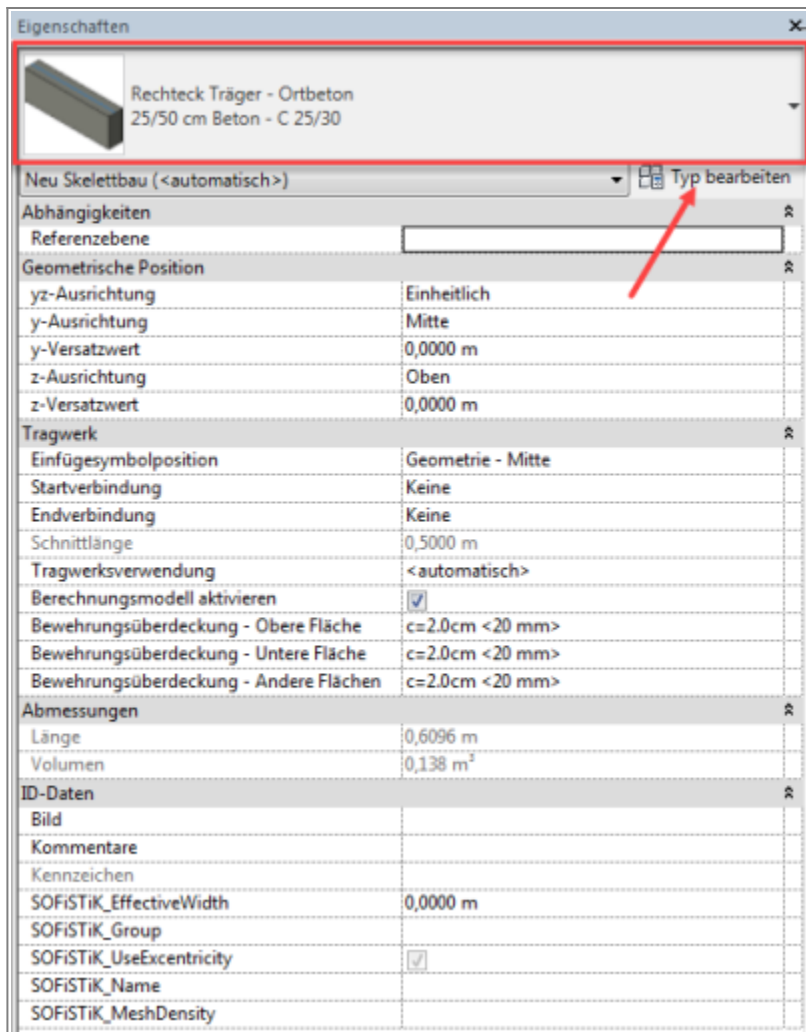 Eigenschaften
Rechteck Träger - Ortbeton
25/50 cm Beton - C 25/30
Neu Skelettbau (<automatisch>) Typ bearbeiten
Abhängigkeiten
Referenzebene
Geometrische Position
yz-Ausrichtung Einheitlich
y-Ausrichtung Mitte
y-Versatzwert 0,0000 m
z-Ausrichtung Oben
z-Versatzwert 0,0000 m
Tragwerk
Einfügesymbolposition Geometrie - Mitte
Startverbindung Keine
Endverbindung Keine
Schnittlänge 0,5000 m
Tragwerksverwendung <automatisch>
Berechnungsmodell aktivieren
Bewehrungsüberdeckung - Obere Fläche c=2.0cm <20 mm>
Bewehrungsüberdeckung - Untere Fläche c=2.0cm <20 mm>
Bewehrungsüberdeckung - Andere Flächen c=2.0cm <20 mm>
Abmessungen
Länge 0,6096 m
Volumen 0,138 m³
ID-Daten
Bild
Kommentare
Kennzeichen
SOFiSTiK_EffectiveWidth 0,0000 m
SOFiSTiK_Group
SOFiSTiK_UseExcentricity
SOFiSTiK_Name
SOFiSTiK_MeshDensity